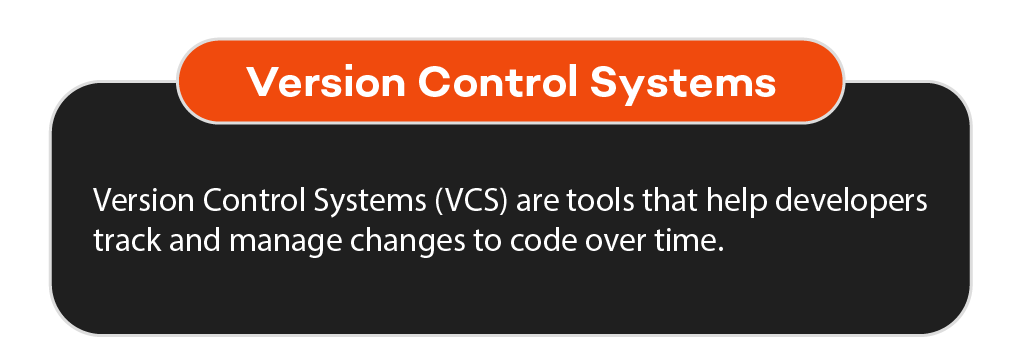 Version Control Systems
Version Control Systems (VCS) are tools that help developers
track and manage changes to code over time.